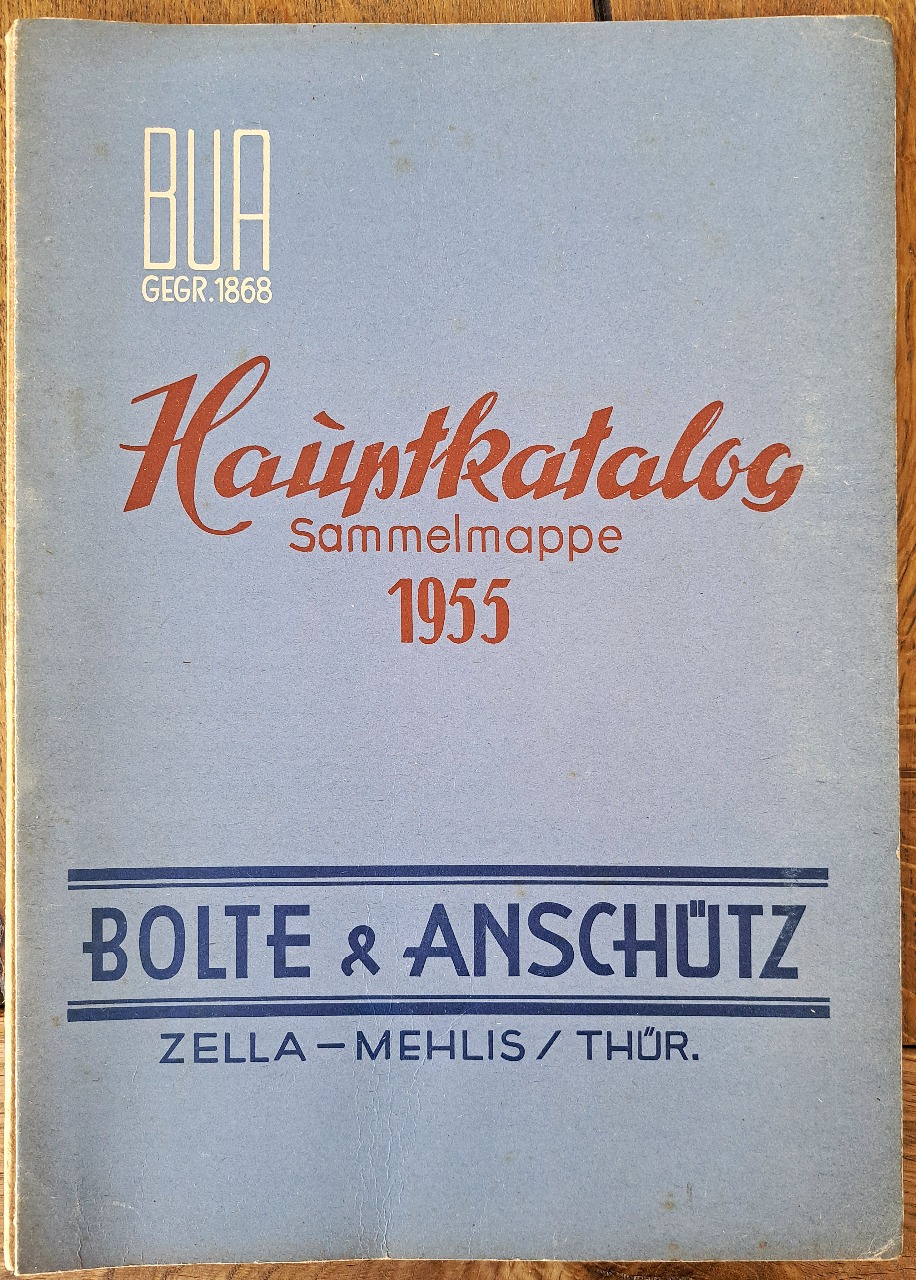 BUA
GEGR. 1868
Hauptkatalog
Sammelmappe
1955
BOLTE & ANSCHÜTZ
ZELLA – MEHLIS / THÜR.